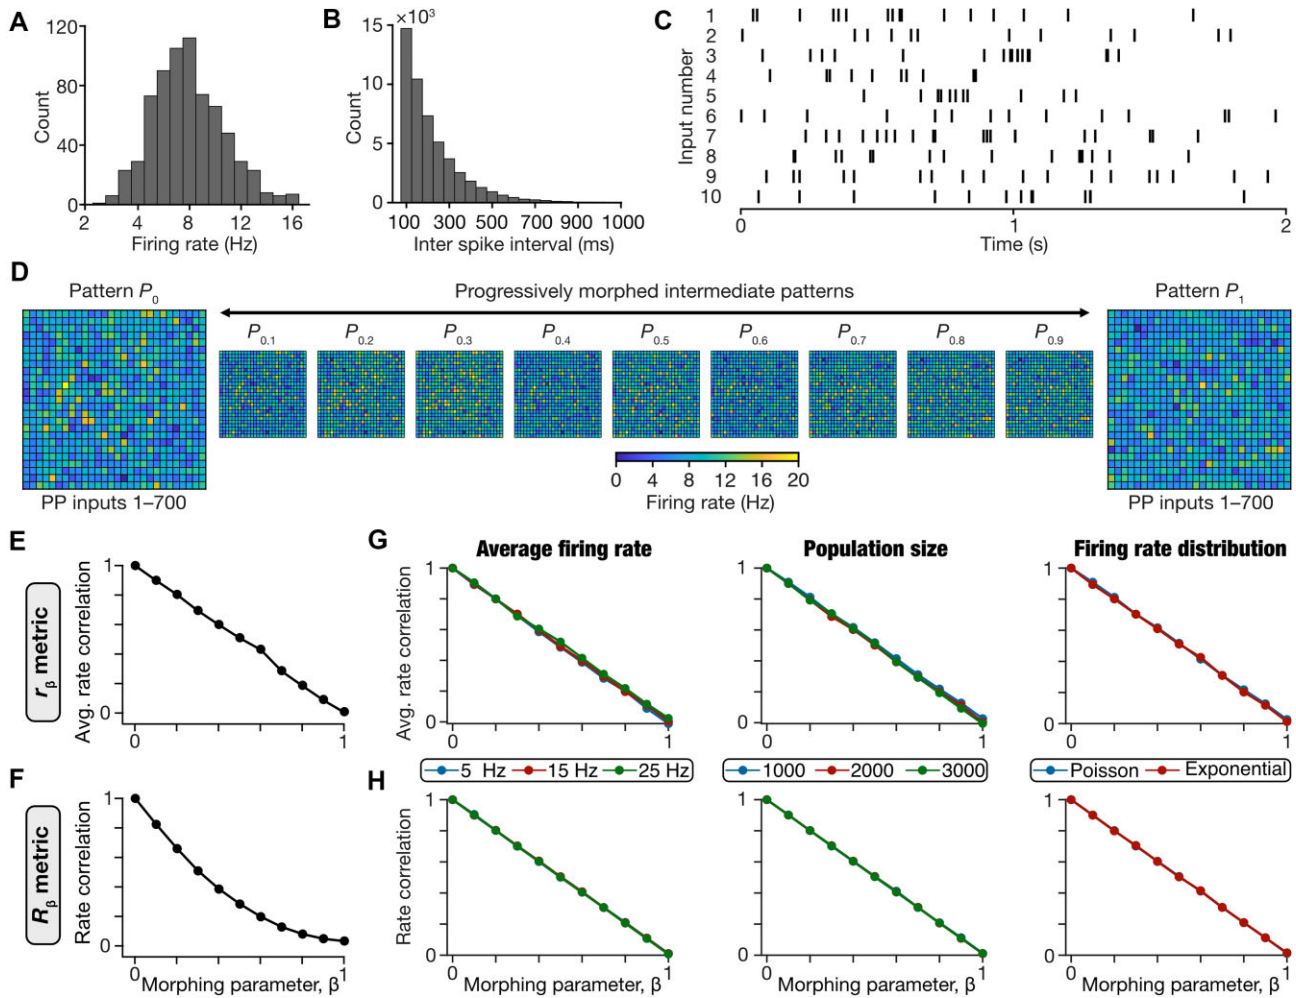 A
120
80
40
0
Count
2 4 8 12 16
Firing rate (Hz)
B
×10³
15
10
5
0
Count
100 300 600 900 1000
Inter spike interval (ms)
C
Input number
1
2
3
4
5
6
7
8
9
10
0 1 2
Time (s)
D
Pattern P₀
Progressively morphed intermediate patterns
Pattern P₁
P₀.₁ P₀.₂ P₀.₃ P₀.₄ P₀.₅ P₀.₆ P₀.₇ P₀.₈ P₀.₉
0 4 8 12 16 20
Firing rate (Hz)
PP inputs 1–700
PP inputs 1–700
E
rᵦ metric
Avg. rate correlation
1
0
0 1
G
Average firing rate
Population size
Firing rate distribution
Avg. rate correlation
1
0
0 1
1
0
0 1
1
0
0 1
5 Hz 15 Hz 25 Hz
1000 2000 3000
Poisson Exponential
F
Rᵦ metric
Rate correlation
1
0
0 1
Morphing parameter, β
H
Rate correlation
1
0
0 1
Morphing parameter, β
1
0
0 1
Morphing parameter, β
1
0
0 1
Morphing parameter, β